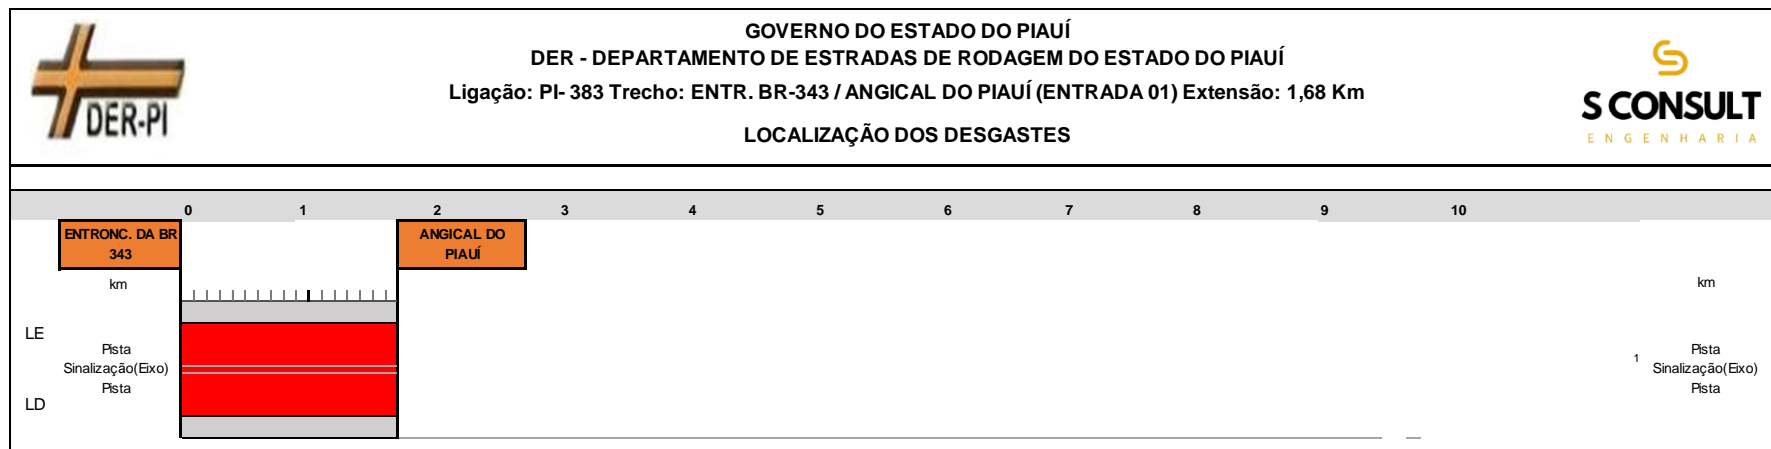 GOVERNO DO ESTADO DO PIAUÍ
DER - DEPARTAMENTO DE ESTRADAS DE RODAGEM DO ESTADO DO PIAUÍ
Ligação: PI- 383 Trecho: ENTR. BR-343 / ANGICAL DO PIAUÍ (ENTRADA 01) Extensão: 1,68 Km
LOCALIZAÇÃO DOS DESGASTES
DER-PI
S CONSULT
ENGENHARIA
0 1 2 3 4 5 6 7 8 9 10
ENTRONC. DA BR
343
ANGICAL DO
PIAUÍ
km
km
LE
Pista
Sinalização(Eixo)
Pista
LD
1
Pista
Sinalização(Eixo)
Pista